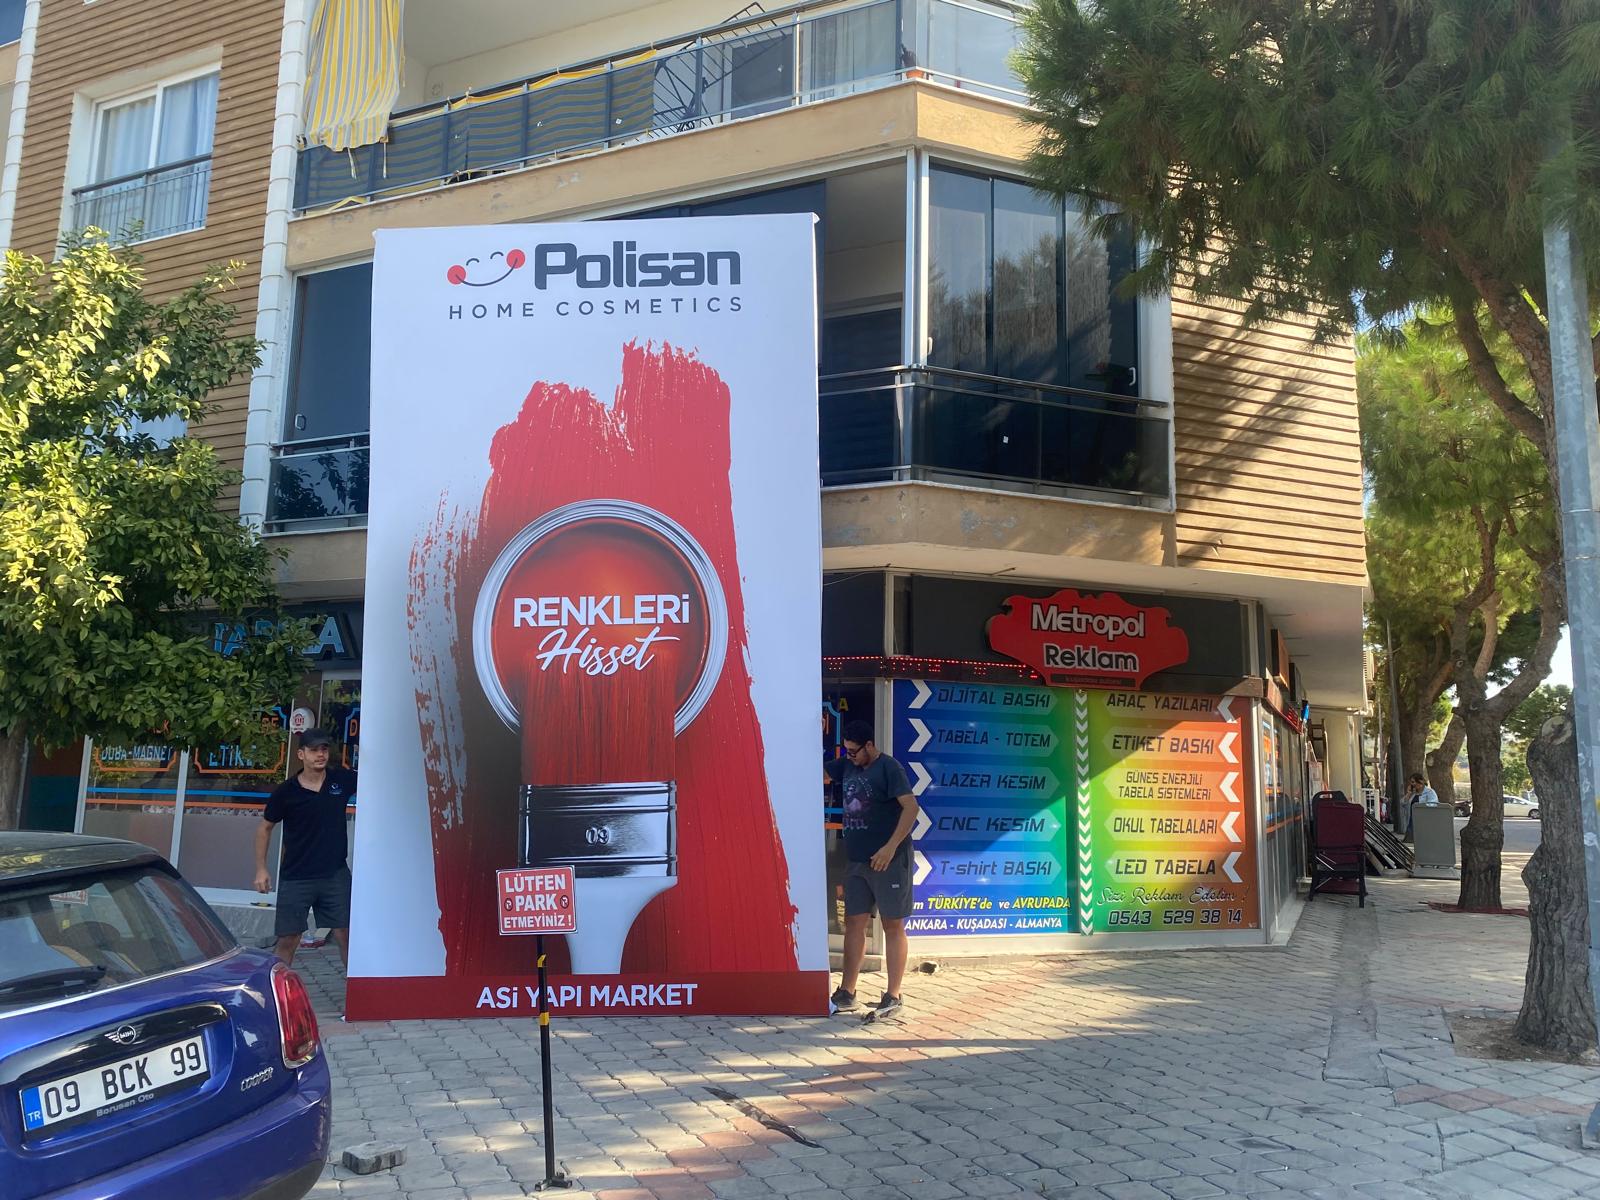 Polisan
HOME COSMETICS
RENKLERİ
Hisset
09
LÜTFEN
PARK
ETMEYİNİZ !
ASİ YAPI MARKET
Metropol
Reklam
DİJİTAL BASKI
TABELA - TOTEM
LAZER KESİM
CNC KESİM
T-shirt BASKI
TÜRKİYE'de ve AVRUPADA
ANKARA - KUŞADASI - ALMANYA
ARAÇ YAZILARI
ETİKET BASKI
GÜNEŞ ENERJİLİ
TABELA SİSTEMLERİ
OKUL TABELALARI
LED TABELA
Sizi Reklam Edelim !
0543 529 38 14
DUBA-MAGNET
MINI
COOPER
TR 09 BCK 99
Borusan Oto